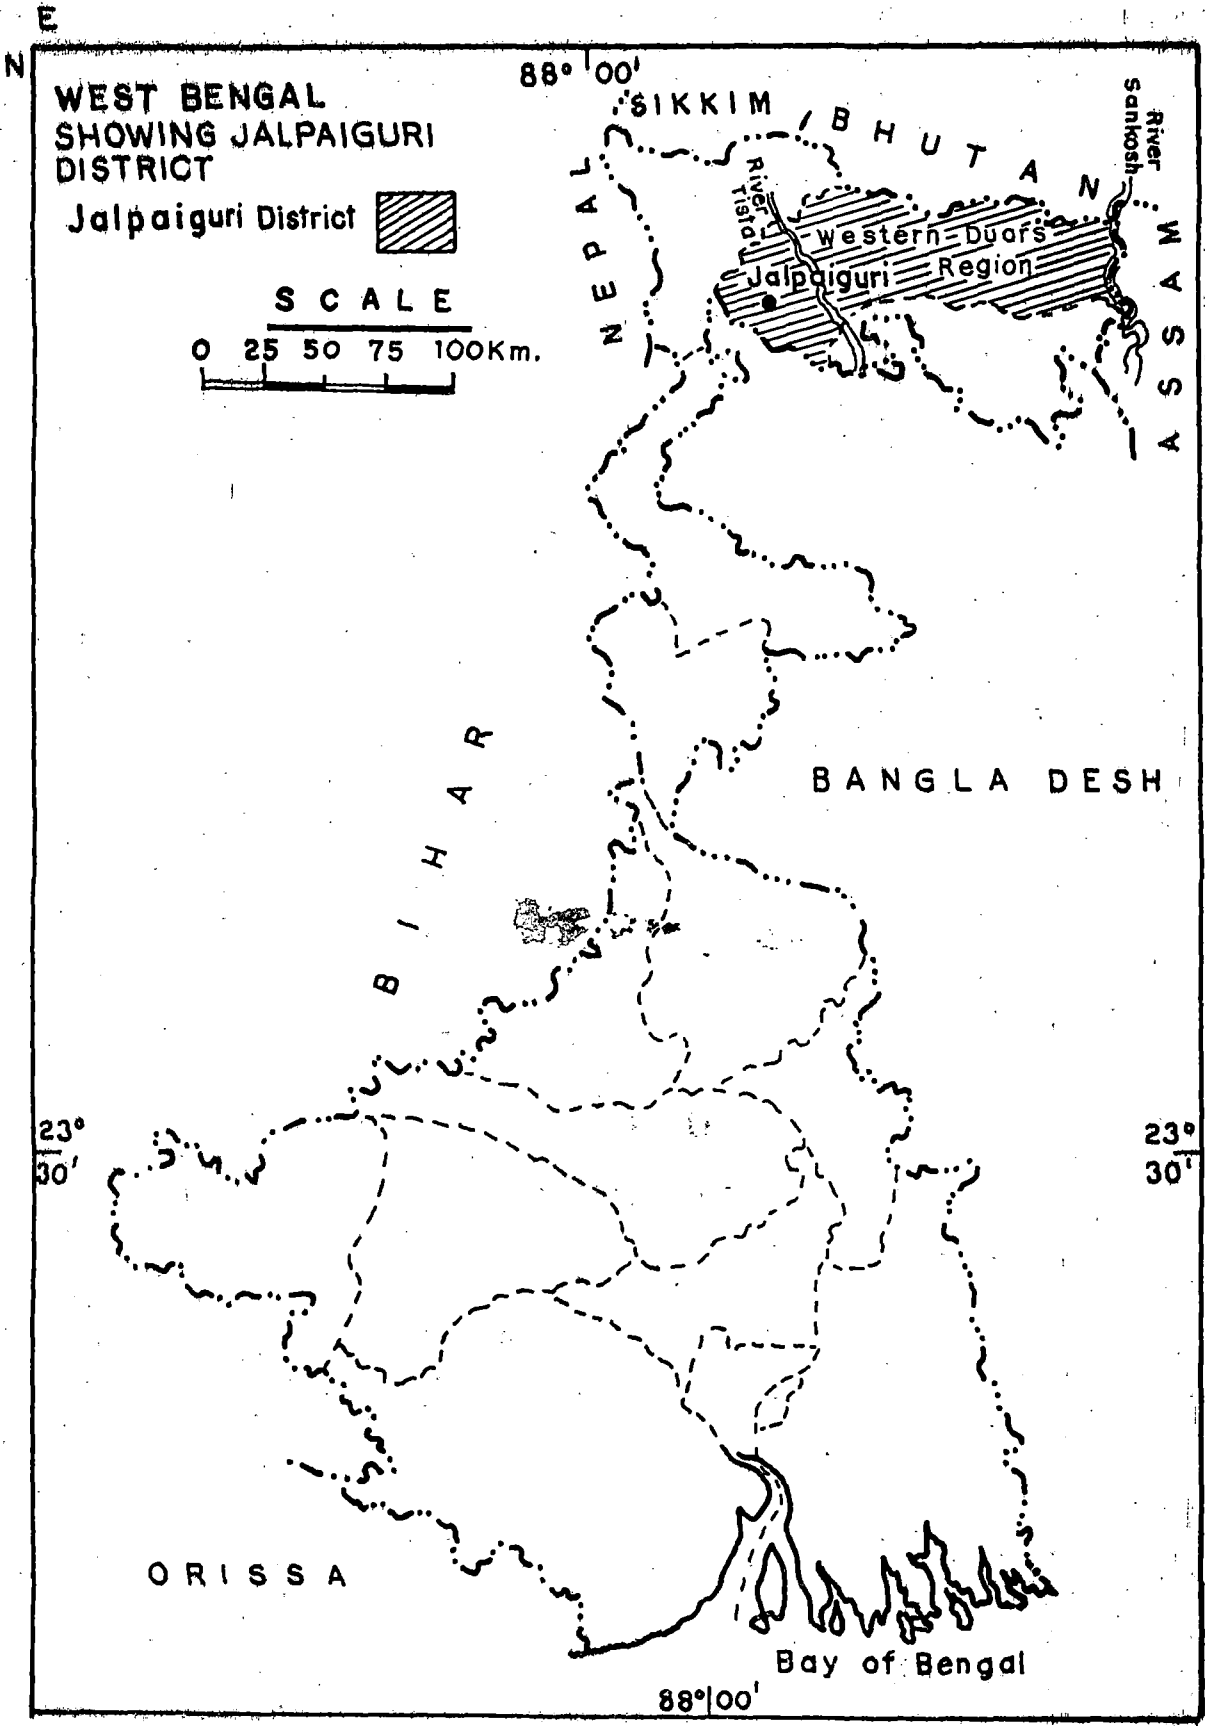 E
N
88° 00'
WEST BENGAL
SHOWING JALPAIGURI
DISTRICT
Jalpaiguri District
SCALE
0 25 50 75 100Km.
SIKKIM
BHUTAN
NEPAL
River Tista
River Sankosh
Western Duars
Region
Jalpaiguri
ASSAM
BIHAR
BANGLA DESH
23° 30'
23° 30'
ORISSA
Bay of Bengal
88° 00'